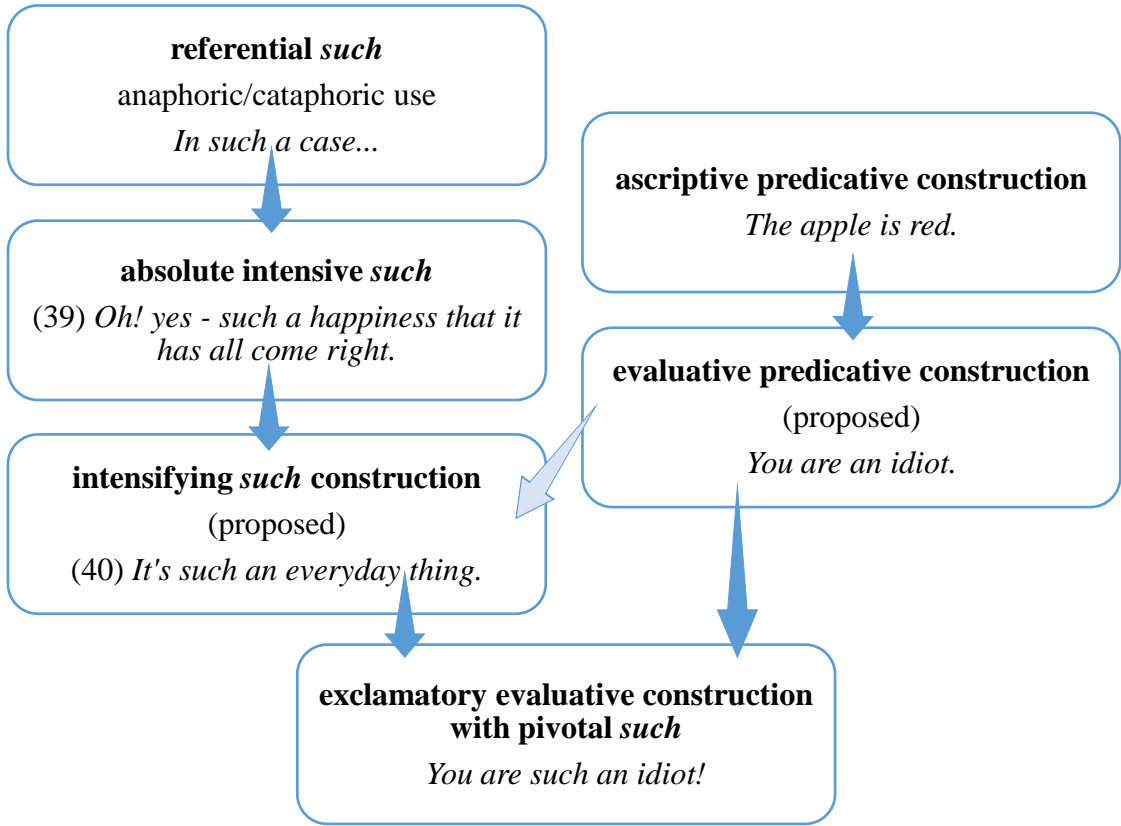 referential such
anaphoric/cataphoric use
In such a case...
absolute intensive such
(39) Oh! yes - such a happiness that it
has all come right.
intensifying such construction
(proposed)
(40) It's such an everyday thing.
ascriptive predicative construction
The apple is red.
evaluative predicative construction
(proposed)
You are an idiot.
exclamatory evaluative construction
with pivotal such
You are such an idiot!